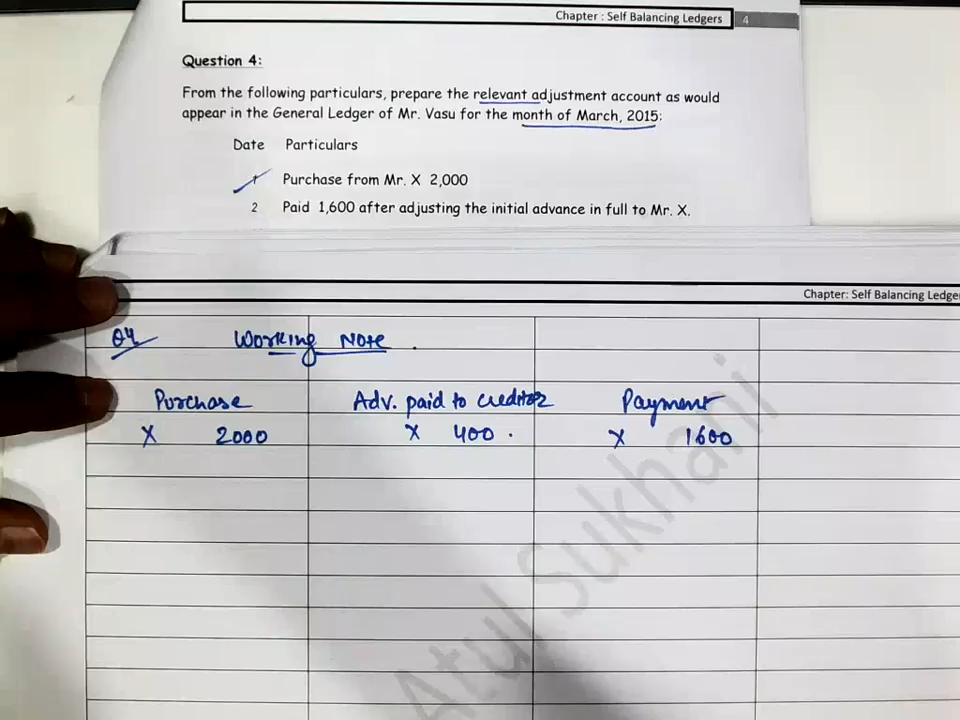 Chapter : Self Balancing Ledgers 4
Question 4:
From the following particulars, prepare the relevant adjustment account as would
appear in the General Ledger of Mr. Vasu for the month of March, 2015:
Date Particulars
1 Purchase from Mr. X 2,000
2 Paid 1,600 after adjusting the initial advance in full to Mr. X.
Chapter: Self Balancing Ledge
Q4 Working Note
Purchase Adv. paid to creditor Payment
X 2000 X 400 X 1600
Atul Sukhani